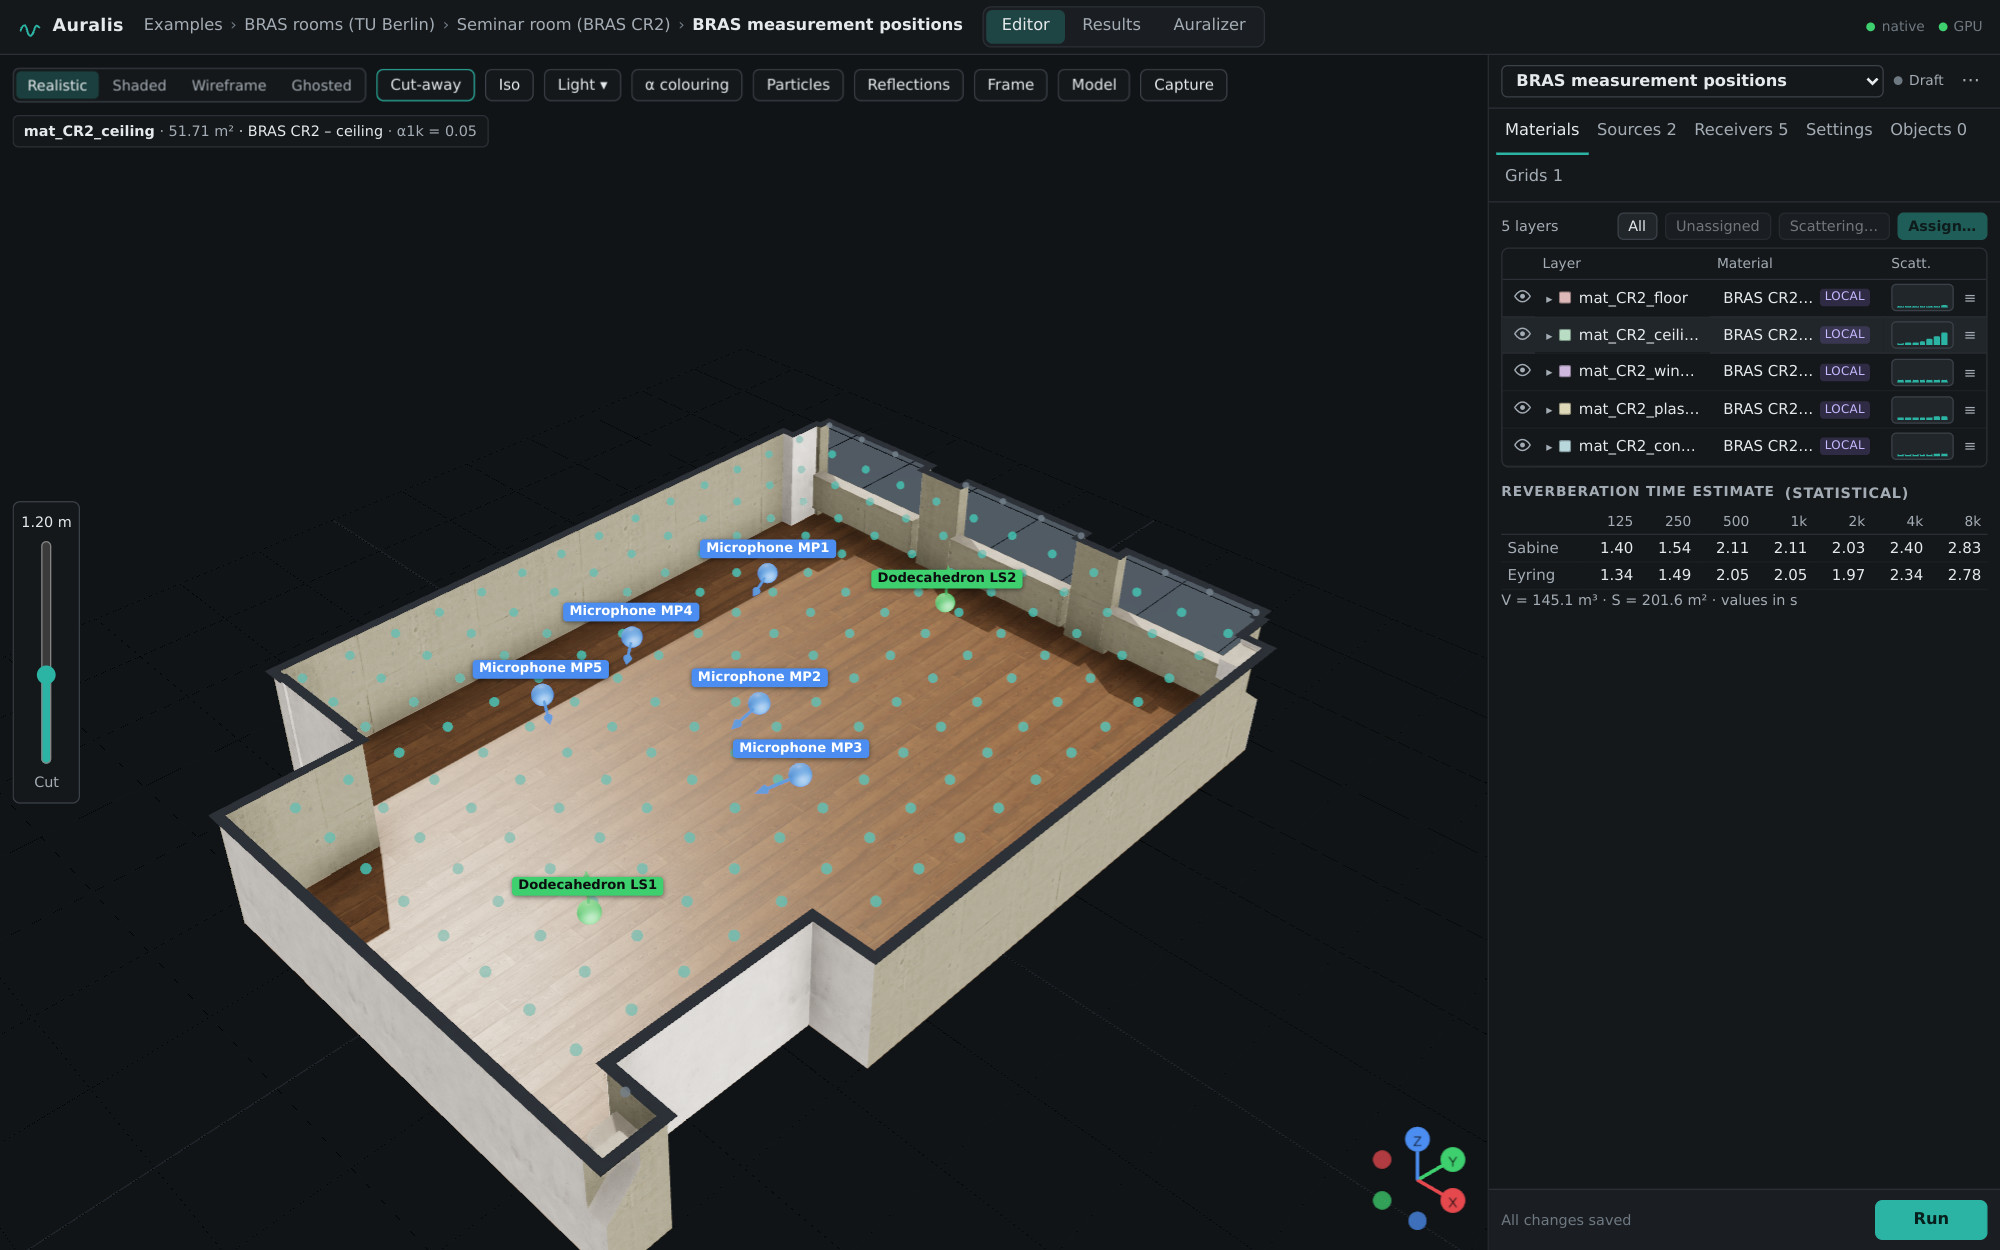 Auralis Examples › BRAS rooms (TU Berlin) › Seminar room (BRAS CR2) › BRAS measurement positions Editor Results Auralizer native GPU
Realistic Shaded Wireframe Ghosted Cut-away Iso Light ▾ α colouring Particles Reflections Frame Model Capture
mat_CR2_ceiling · 51.71 m² · BRAS CR2 – ceiling · α1k = 0.05
1.20 m
Cut
Microphone MP1
Dodecahedron LS2
Microphone MP4
Microphone MP5
Microphone MP2
Microphone MP3
Dodecahedron LS1
Z
Y
X
BRAS measurement positions Draft ⋯
Materials Sources 2 Receivers 5 Settings Objects 0
Grids 1
5 layers All Unassigned Scattering… Assign…
Layer Material Scatt.
▸ mat_CR2_floor BRAS CR2… LOCAL ≡
▸ mat_CR2_ceili… BRAS CR2… LOCAL ≡
▸ mat_CR2_win… BRAS CR2… LOCAL ≡
▸ mat_CR2_plas… BRAS CR2… LOCAL ≡
▸ mat_CR2_con… BRAS CR2… LOCAL ≡
REVERBERATION TIME ESTIMATE (STATISTICAL)
125 250 500 1k 2k 4k 8k
Sabine 1.40 1.54 2.11 2.11 2.03 2.40 2.83
Eyring 1.34 1.49 2.05 2.05 1.97 2.34 2.78
V = 145.1 m³ · S = 201.6 m² · values in s
All changes saved Run